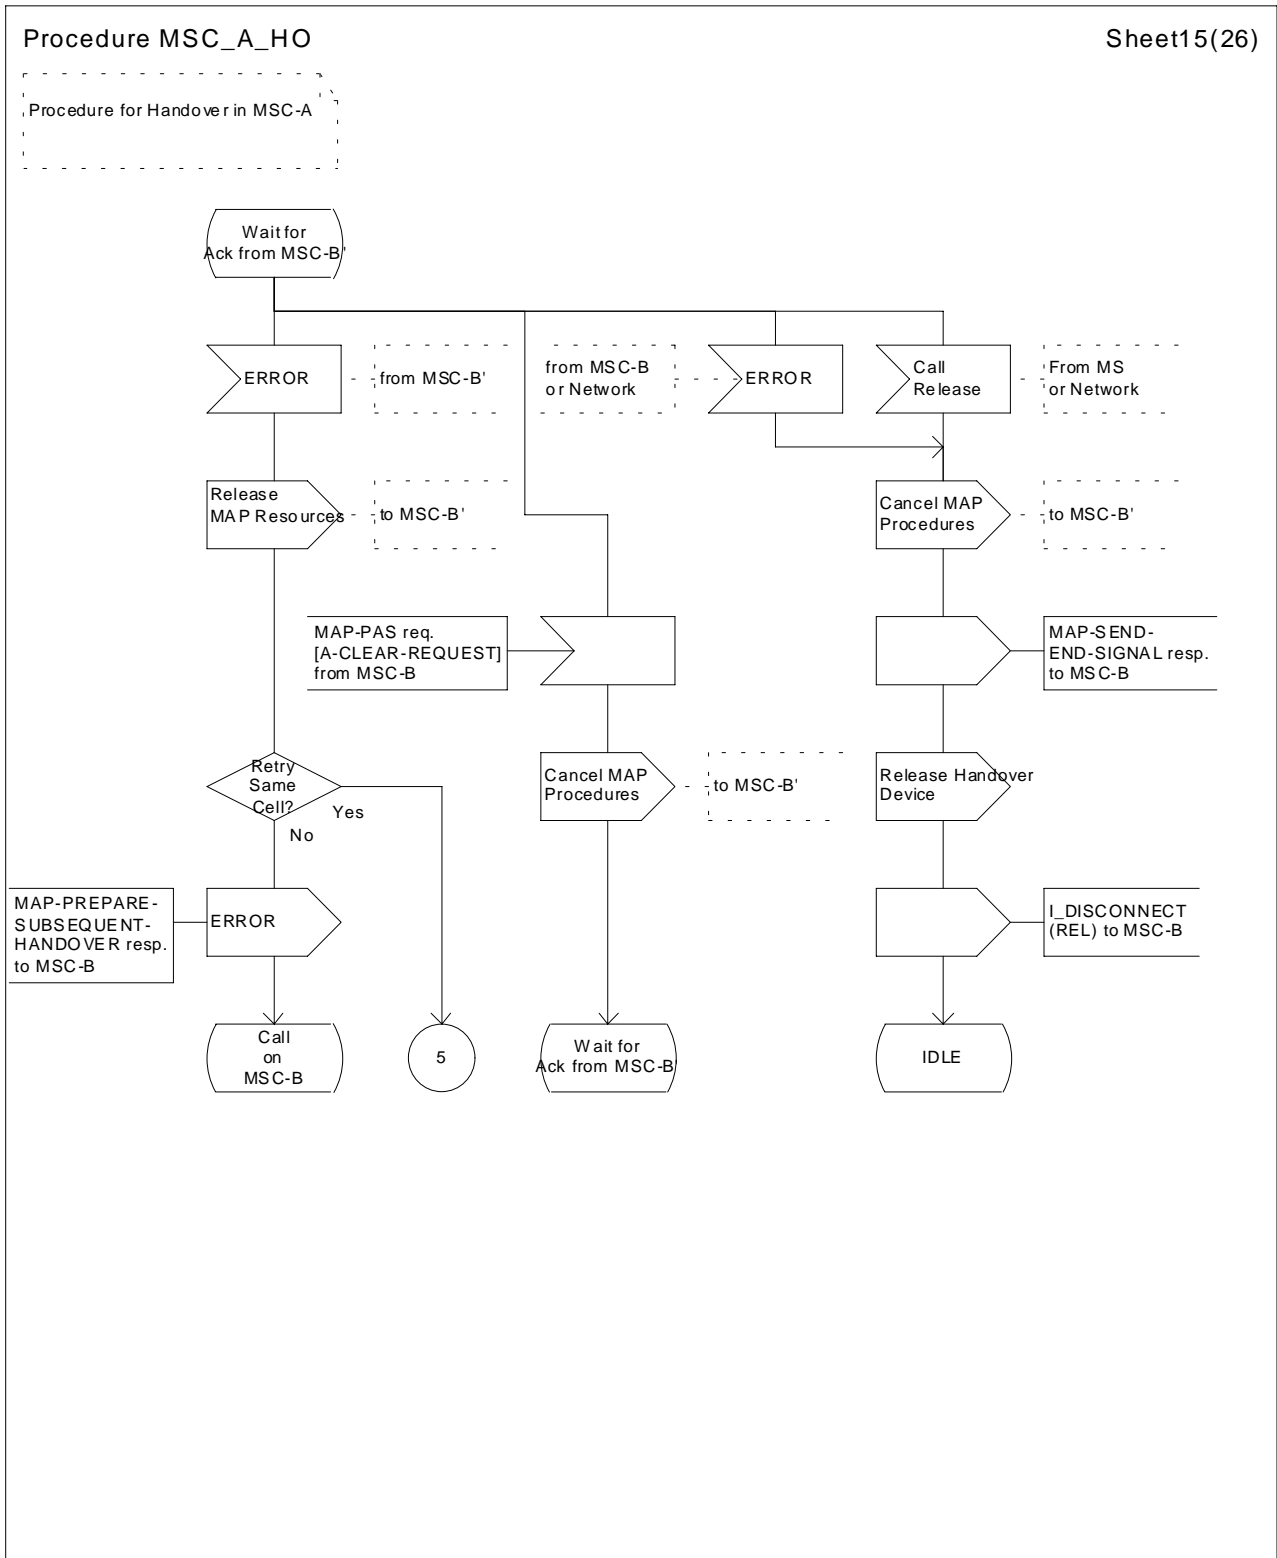 Procedure MSC_A_HO
Sheet15(26)
Procedure for Handover in MSC-A
Wait for
Ack from MSC-B'
ERROR
from MSC-B'
from MSC-B
or Network
ERROR
Call
Release
From MS
or Network
Release
MAP Resources
to MSC-B'
Cancel MAP
Procedures
to MSC-B'
MAP-PAS req.
[A-CLEAR-REQUEST]
from MSC-B
MAP-SEND-
END-SIGNAL resp.
to MSC-B
Retry
Same
Cell?
Yes
No
Cancel MAP
Procedures
to MSC-B'
Release Handover
Device
MAP-PREPARE-
SUBSEQUENT-
HANDOVER resp.
to MSC-B
ERROR
I_DISCONNECT
(REL) to MSC-B
Call
on
MSC-B
5
Wait for
Ack from MSC-B'
IDLE